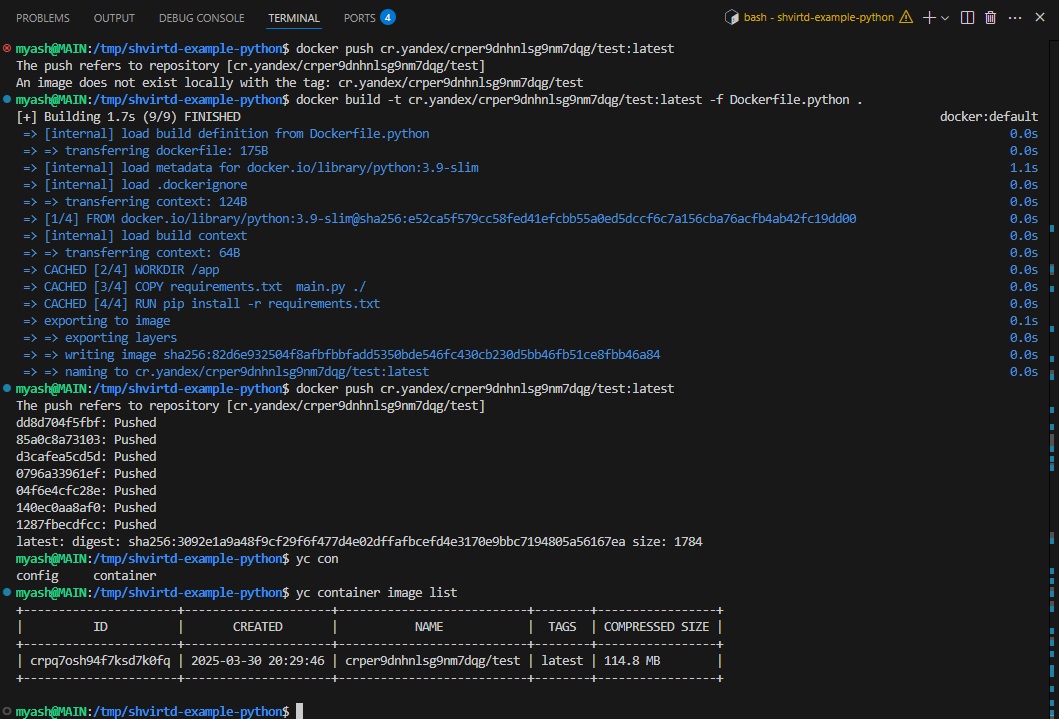 PROBLEMS OUTPUT DEBUG CONSOLE TERMINAL PORTS 4 bash - shvirtd-example-python
myash@MAIN:/tmp/shvirtd-example-python$ docker push cr.yandex/crper9dnhnlsg9nm7dqg/test:latest
The push refers to repository [cr.yandex/crper9dnhnlsg9nm7dqg/test]
An image does not exist locally with the tag: cr.yandex/crper9dnhnlsg9nm7dqg/test
myash@MAIN:/tmp/shvirtd-example-python$ docker build -t cr.yandex/crper9dnhnlsg9nm7dqg/test:latest -f Dockerfile.python .
[+] Building 1.7s (9/9) FINISHED docker:default
=> [internal] load build definition from Dockerfile.python 0.0s
=> => transferring dockerfile: 175B 0.0s
=> [internal] load metadata for docker.io/library/python:3.9-slim 1.1s
=> [internal] load .dockerignore 0.0s
=> => transferring context: 124B 0.0s
=> [1/4] FROM docker.io/library/python:3.9-slim@sha256:e52ca5f579cc58fed41efcbb55a0ed5dccf6c7a156cba76acfb4ab42fc19dd00 0.0s
=> [internal] load build context 0.0s
=> => transferring context: 64B 0.0s
=> CACHED [2/4] WORKDIR /app 0.0s
=> CACHED [3/4] COPY requirements.txt  main.py ./ 0.0s
=> CACHED [4/4] RUN pip install -r requirements.txt 0.0s
=> exporting to image 0.1s
=> => exporting layers 0.0s
=> => writing image sha256:82d6e932504f8afbfbbfadd5350bde546fc430cb230d5bb46fb51ce8fbb46a84 0.0s
=> => naming to cr.yandex/crper9dnhnlsg9nm7dqg/test:latest 0.0s
myash@MAIN:/tmp/shvirtd-example-python$ docker push cr.yandex/crper9dnhnlsg9nm7dqg/test:latest
The push refers to repository [cr.yandex/crper9dnhnlsg9nm7dqg/test]
dd8d704f5fbf: Pushed
85a0c8a73103: Pushed
d3cafea5cd5d: Pushed
0796a33961ef: Pushed
04f6e4cfc28e: Pushed
140ec0aa8af0: Pushed
1287fbecdfcc: Pushed
latest: digest: sha256:3092e1a9a48f9cf29f6f477d4e02dffafbcefd4e3170e9bbc7194805a56167ea size: 1784
myash@MAIN:/tmp/shvirtd-example-python$ yc con
config container
myash@MAIN:/tmp/shvirtd-example-python$ yc container image list
+----------------------+---------------------+---------------------------+--------+-----------------+
| ID | CREATED | NAME | TAGS | COMPRESSED SIZE |
+----------------------+---------------------+---------------------------+--------+-----------------+
| crpq7osh94f7ksd7k0fq | 2025-03-30 20:29:46 | crper9dnhnlsg9nm7dqg/test | latest | 114.8 MB |
+----------------------+---------------------+---------------------------+--------+-----------------+
myash@MAIN:/tmp/shvirtd-example-python$